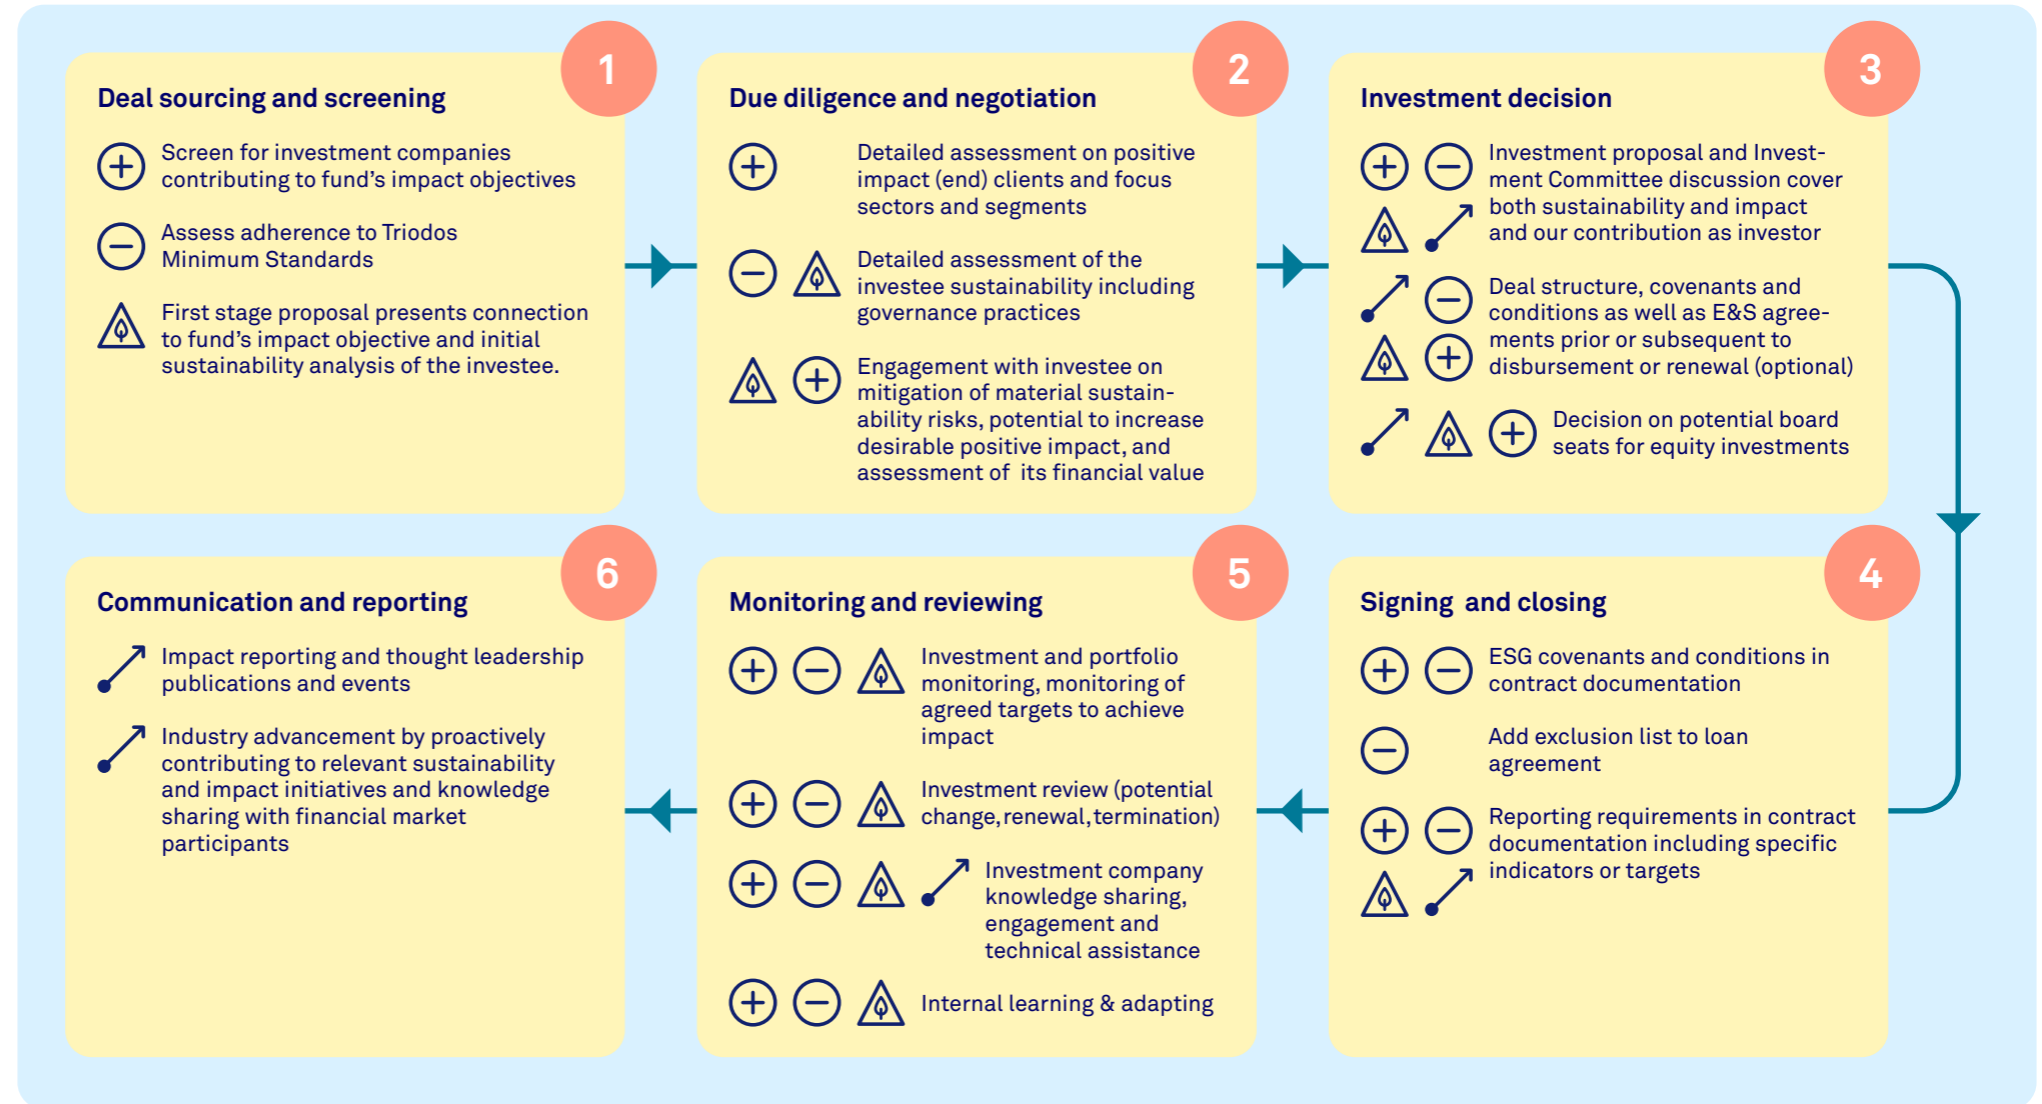 1
Deal sourcing and screening
Screen for investment companies
contributing to fund's impact objectives
Assess adherence to Triodos
Minimum Standards
First stage proposal presents connection
to fund's impact objective and initial
sustainability analysis of the investee.
2
Due diligence and negotiation
Detailed assessment on positive
impact (end) clients and focus
sectors and segments
Detailed assessment of the
investee sustainability including
governance practices
Engagement with investee on
mitigation of material sustain-
ability risks, potential to increase
desirable positive impact, and
assessment of its financial value
3
Investment decision
Investment proposal and Invest-
ment Committee discussion cover
both sustainability and impact
and our contribution as investor
Deal structure, covenants and
conditions as well as E&S agree-
ments prior or subsequent to
disbursement or renewal (optional)
Decision on potential board
seats for equity investments
4
Signing and closing
ESG covenants and conditions in
contract documentation
Add exclusion list to loan
agreement
Reporting requirements in contract
documentation including specific
indicators or targets
5
Monitoring and reviewing
Investment and portfolio
monitoring, monitoring of
agreed targets to achieve
impact
Investment review (potential
change, renewal, termination)
Investment company
knowledge sharing,
engagement and
technical assistance
Internal learning & adapting
6
Communication and reporting
Impact reporting and thought leadership
publications and events
Industry advancement by proactively
contributing to relevant sustainability
and impact initiatives and knowledge
sharing with financial market
participants